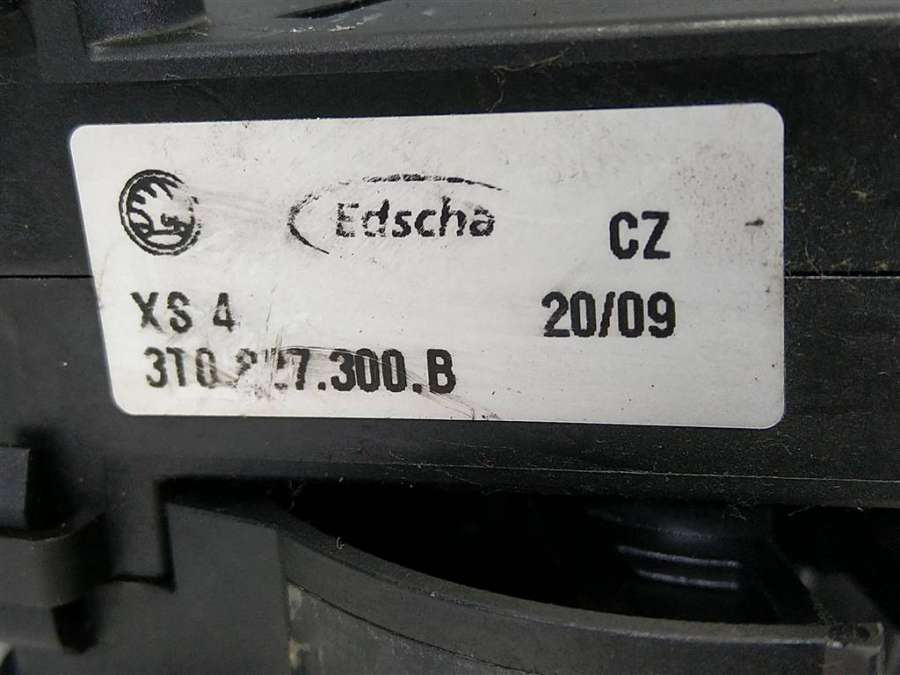 Edscha CZ
XS 4 20/09